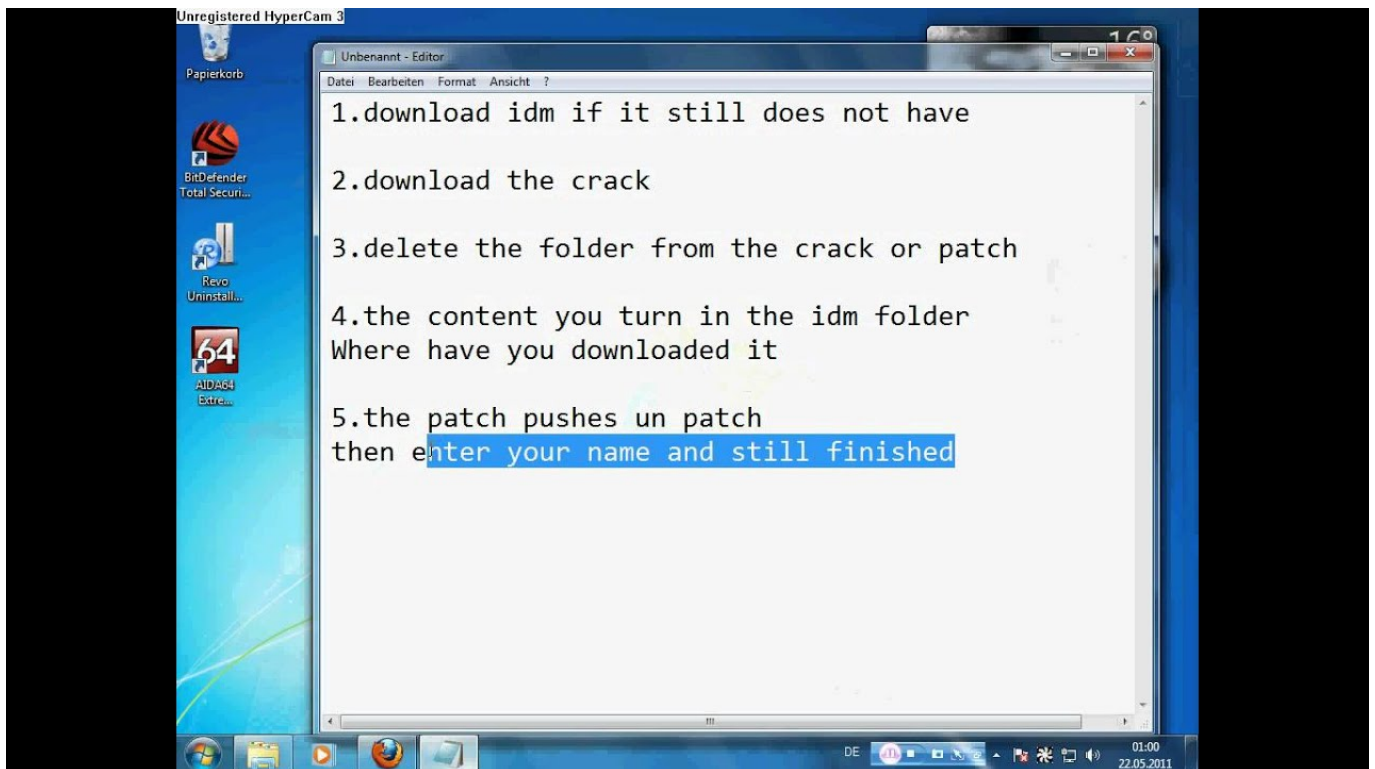 Unregistered HyperCam 3
16°
Papierkorb
Unbenannt - Editor
Datei Bearbeiten Format Ansicht ?
1.download idm if it still does not have
BitDefender
Total Securi...
2.download the crack
3.delete the folder from the crack or patch
Revo
Uninstall...
4.the content you turn in the idm folder
Where have you downloaded it
64
AIDA64
Extre...
5.the patch pushes un patch
then enter your name and still finished
DE
01:00
22.05.2011